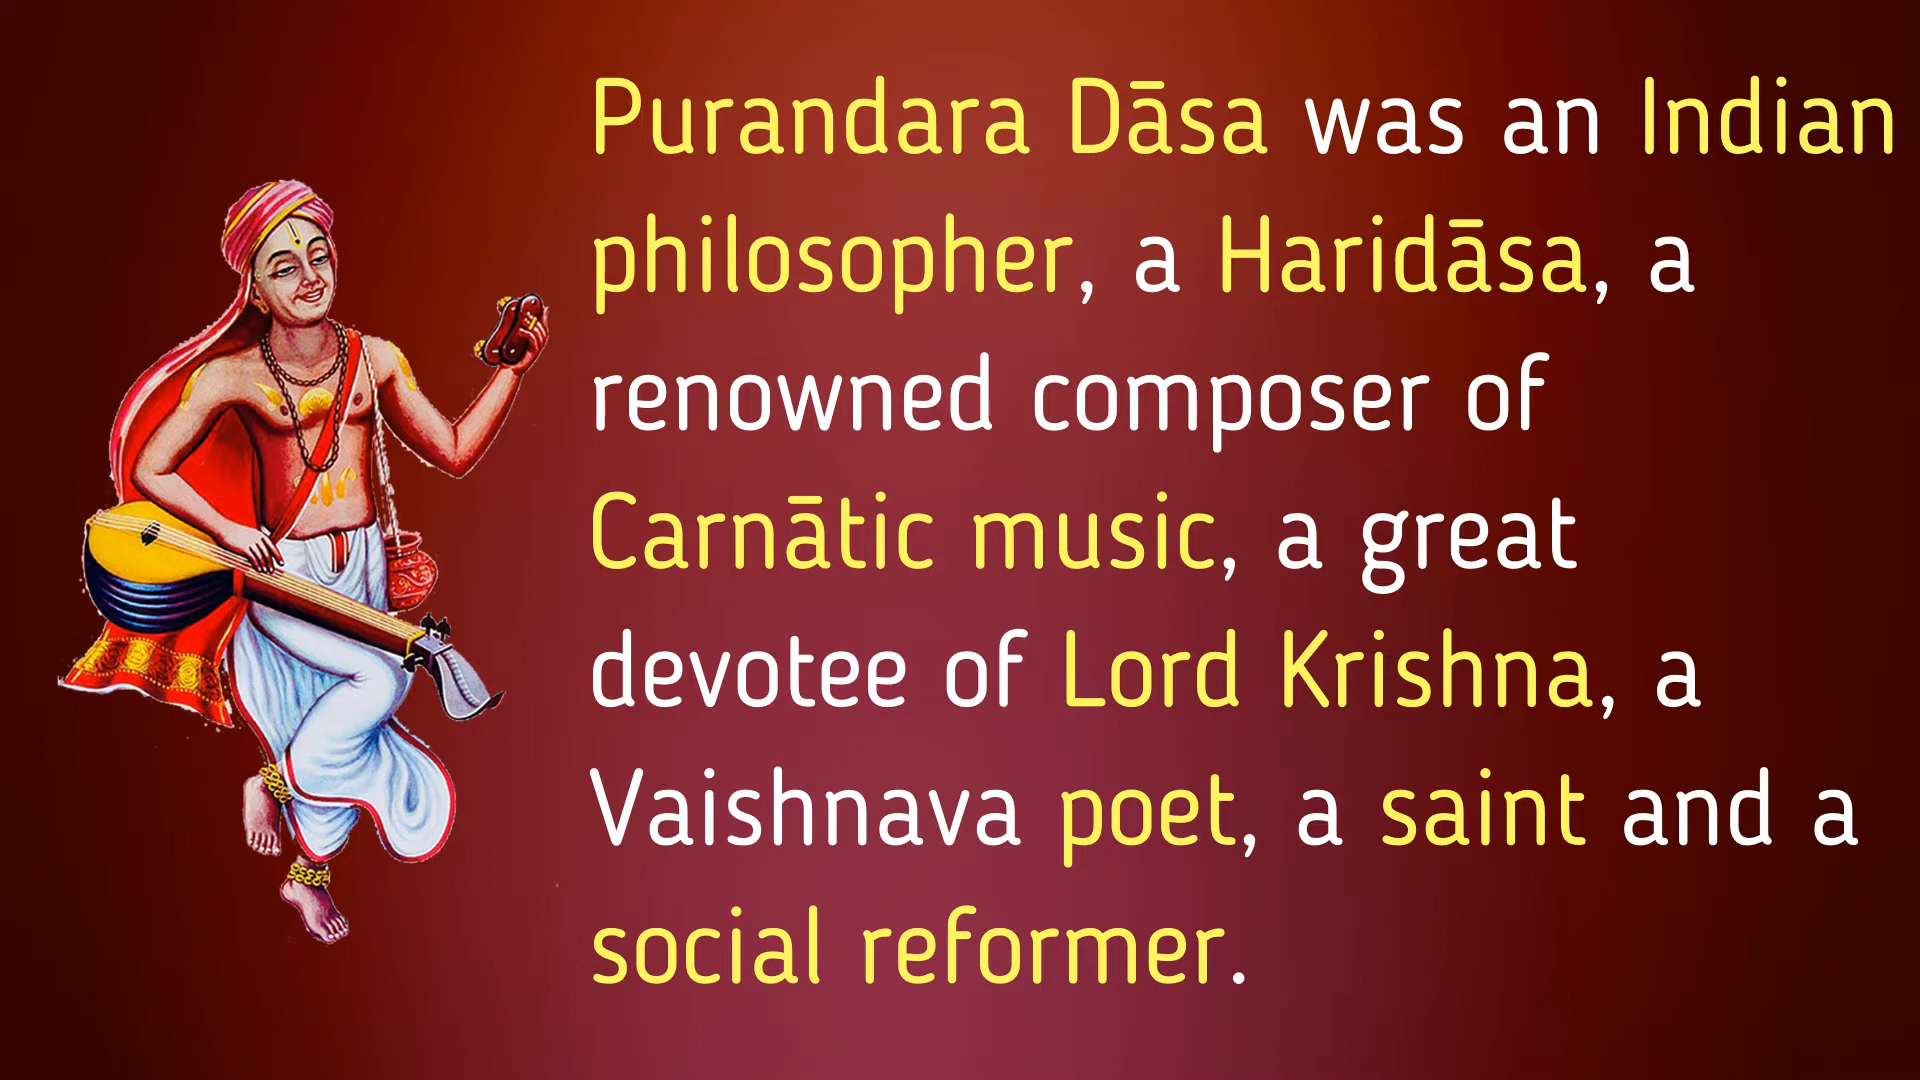 Purandara Dāsa was an Indian
philosopher, a Haridāsa, a
renowned composer of
Carnātic music, a great
devotee of Lord Krishna, a
Vaishnava poet, a saint and a
social reformer.